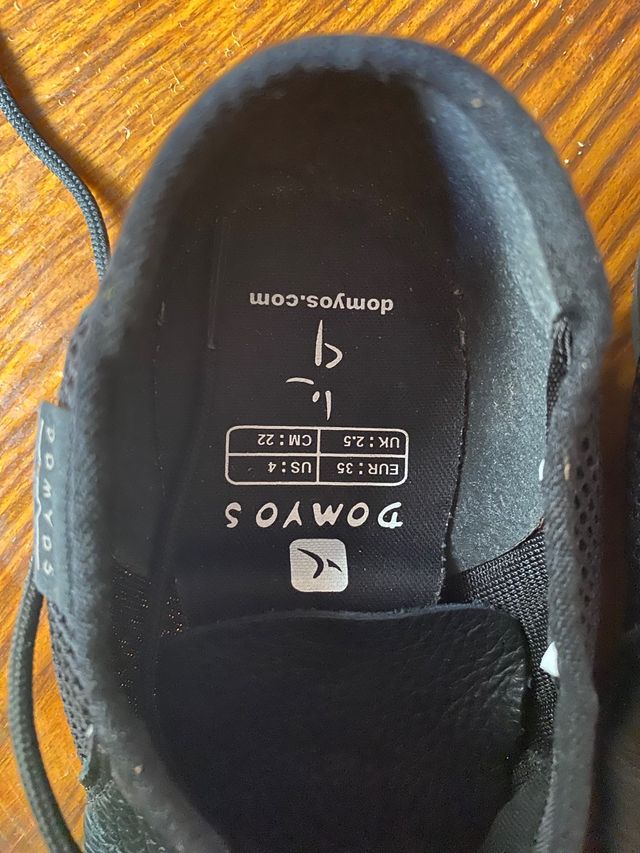 DOMYOS
EUR : 35 US : 4
UK : 2.5 CM : 22
domyos.com
DOMYOS